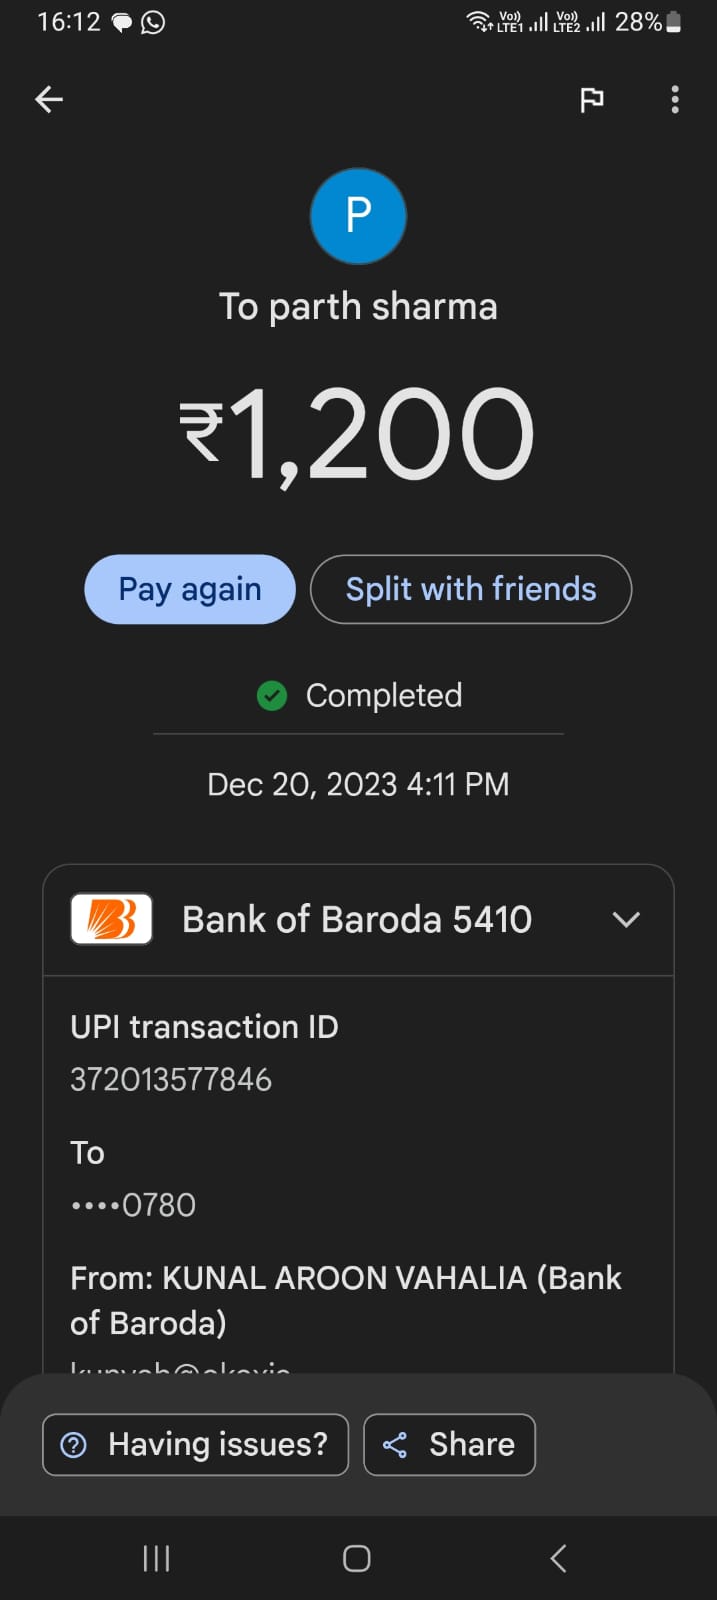 16:12 Vo) LTE1 Vo) LTE2 28%
P
To parth sharma
₹1,200
Pay again Split with friends
Completed
Dec 20, 2023 4:11 PM
Bank of Baroda 5410
UPI transaction ID
372013577846
To
••••0780
From: KUNAL AROON VAHALIA (Bank
of Baroda)
Having issues? Share